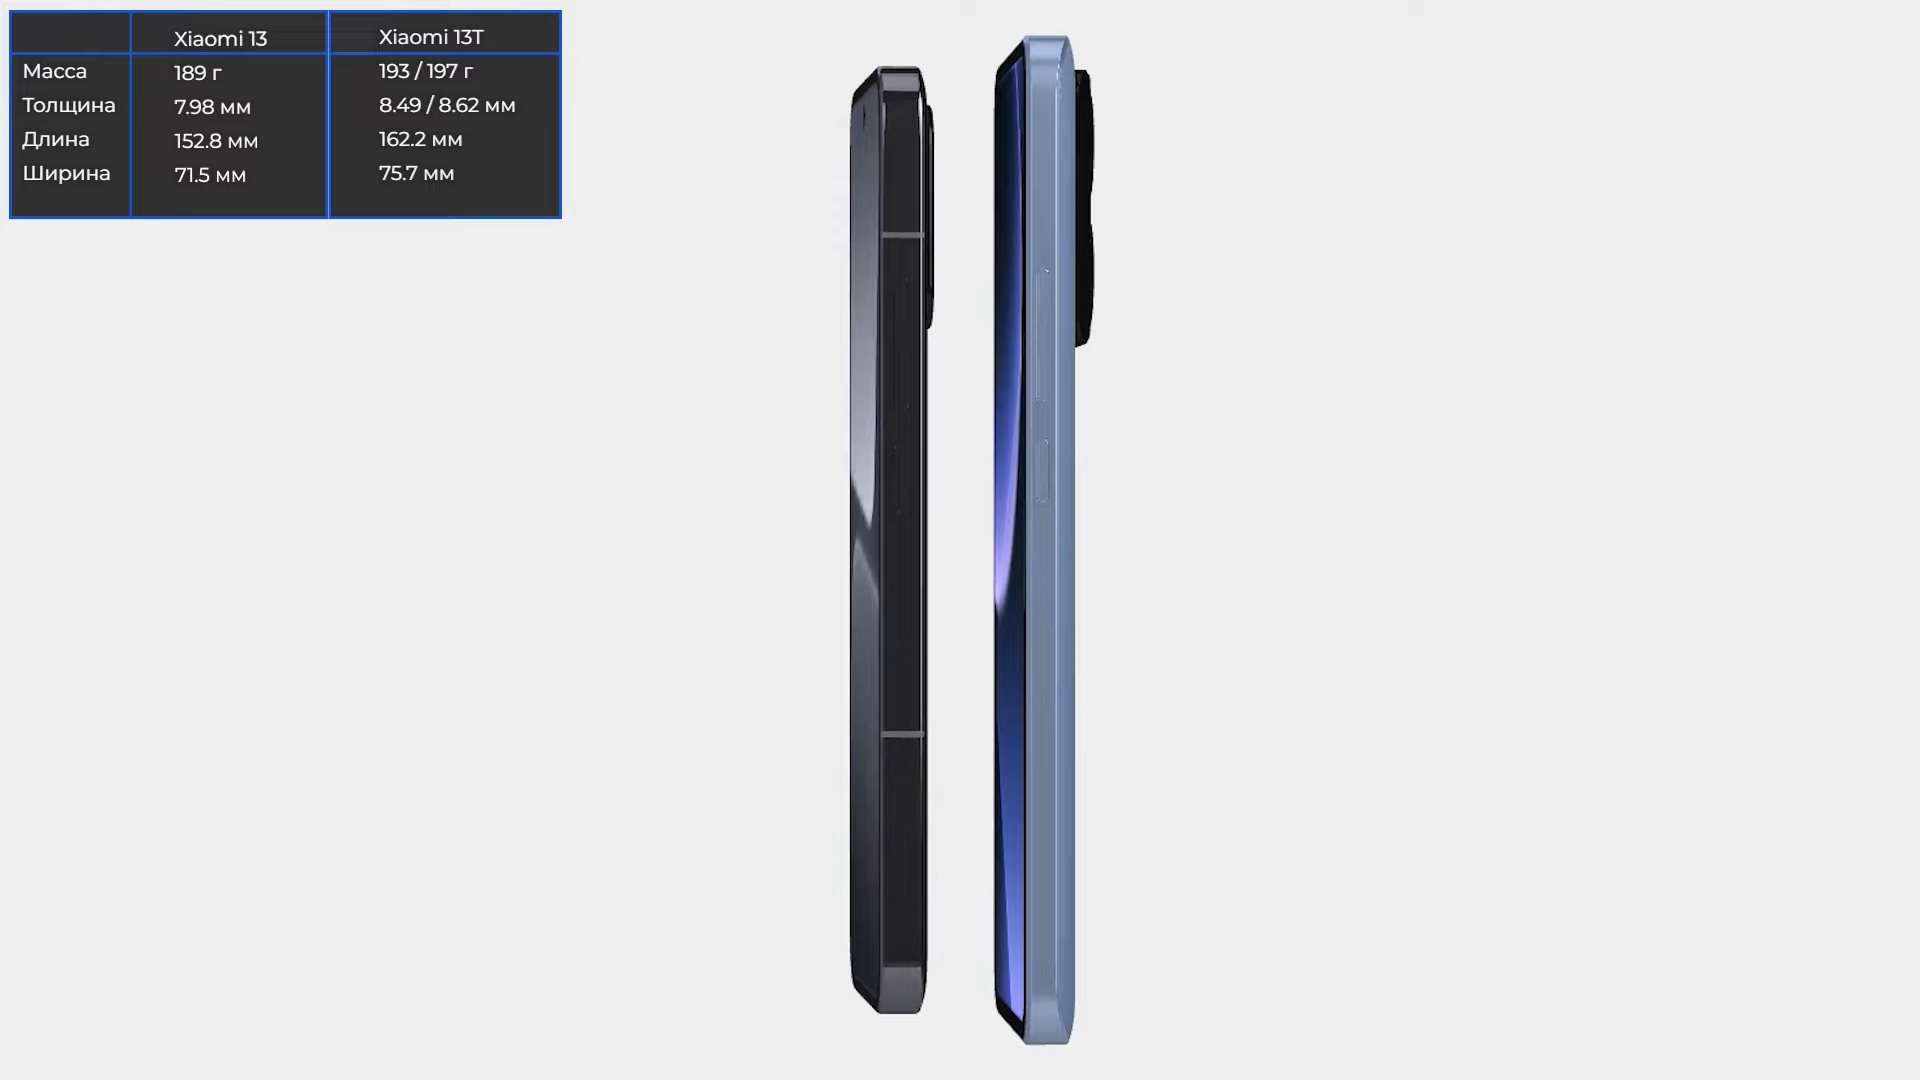 Xiaomi 13 Xiaomi 13T
Масса 189 г 193 / 197 г
Толщина 7.98 мм 8.49 / 8.62 мм
Длина 152.8 мм 162.2 мм
Ширина 71.5 мм 75.7 мм